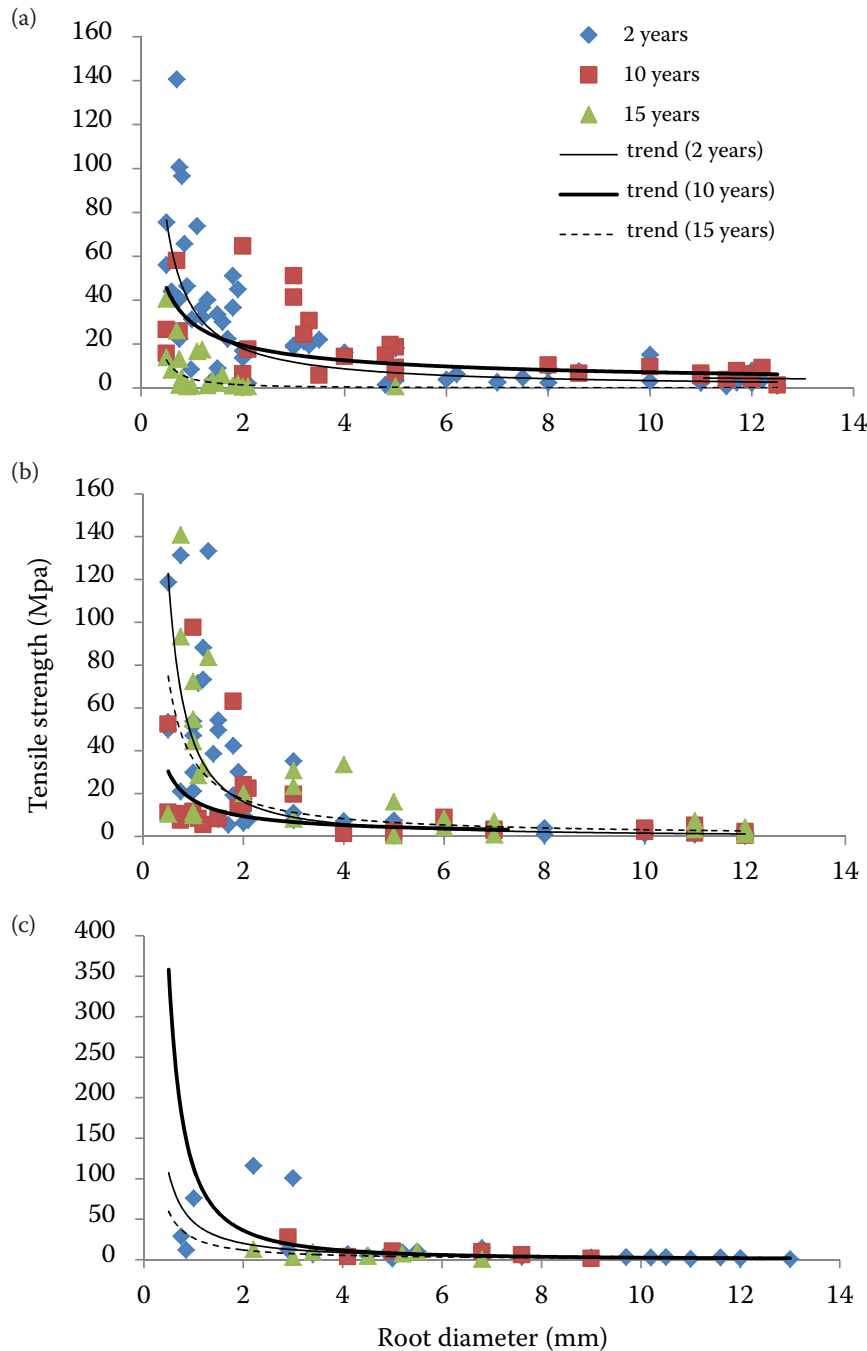 (a)
160
140
120
100
80
60
40
20
0
0 2 4 6 8 10 12 14
2 years
10 years
15 years
trend (2 years)
trend (10 years)
trend (15 years)
(b)
160
140
120
100
80
60
40
20
0
0 2 4 6 8 10 12 14
Tensile strength (Mpa)
(c)
400
350
300
250
200
150
100
50
0
0 2 4 6 8 10 12 14
Root diameter (mm)